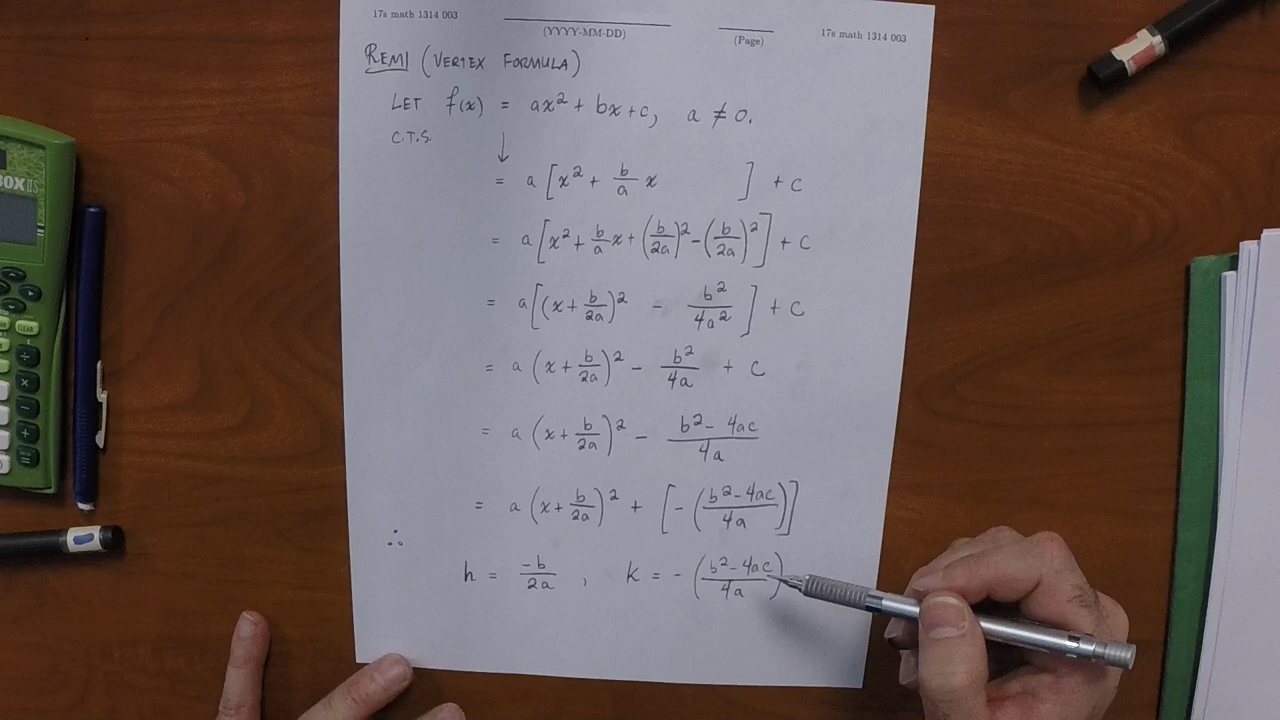 17s math 1314 003 (YYYY-MM-DD) (Page) 17s math 1314 003
REM (VERTEX FORMULA)
LET f(x) = ax² + bx + c, a ≠ 0.
C.T.S. ↓
= a [x² + b/a x ] + c
= a [x² + b/a x + (b/2a)² - (b/2a)²] + c
= a [(x + b/2a)² - b²/4a²] + c
= a (x + b/2a)² - b²/4a + c
= a (x + b/2a)² - b² - 4ac/4a
= a (x + b/2a)² + [-(b² - 4ac/4a)]
∴
h = -b/2a , k = -(b² - 4ac/4a)
IIS
CLEAR